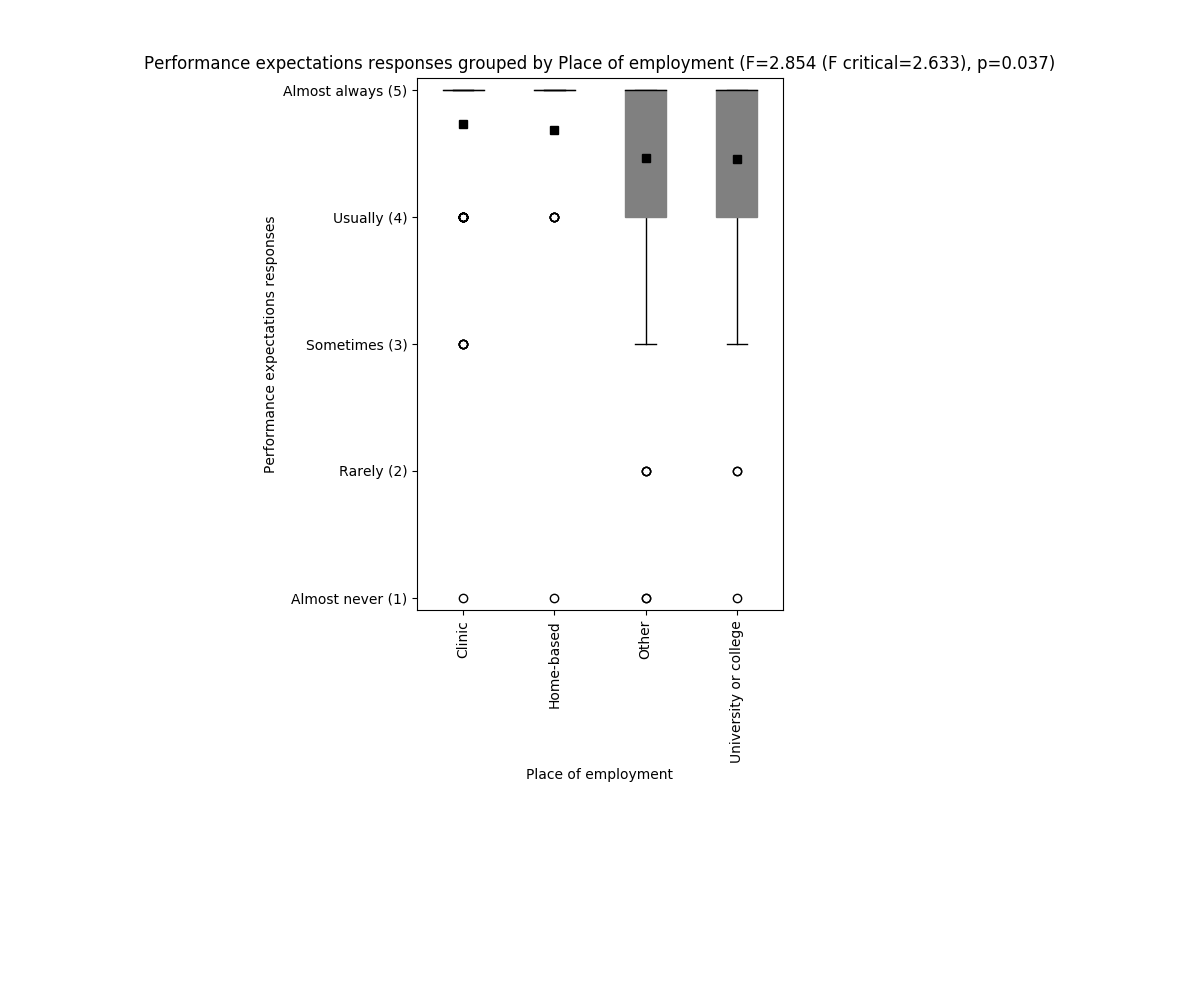 Performance expectations responses grouped by Place of employment (F=2.854 (F critical=2.633), p=0.037)
Performance expectations responses
Almost always (5)
Usually (4)
Sometimes (3)
Rarely (2)
Almost never (1)
Clinic
Home-based
Other
University or college
Place of employment